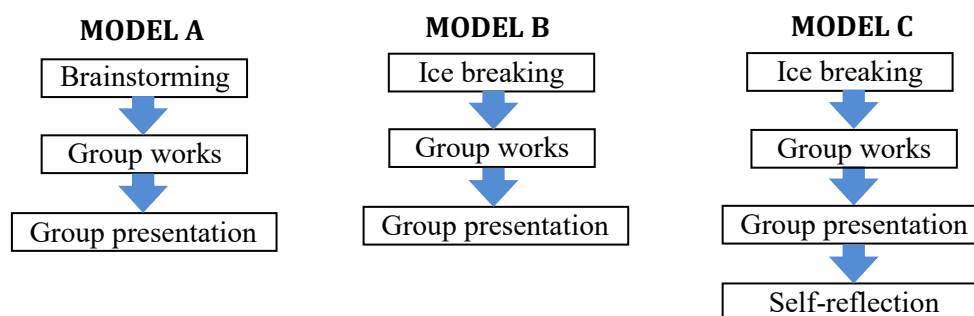 MODEL A
Brainstorming
Group works
Group presentation
MODEL B
Ice breaking
Group works
Group presentation
MODEL C
Ice breaking
Group works
Group presentation
Self-reflection